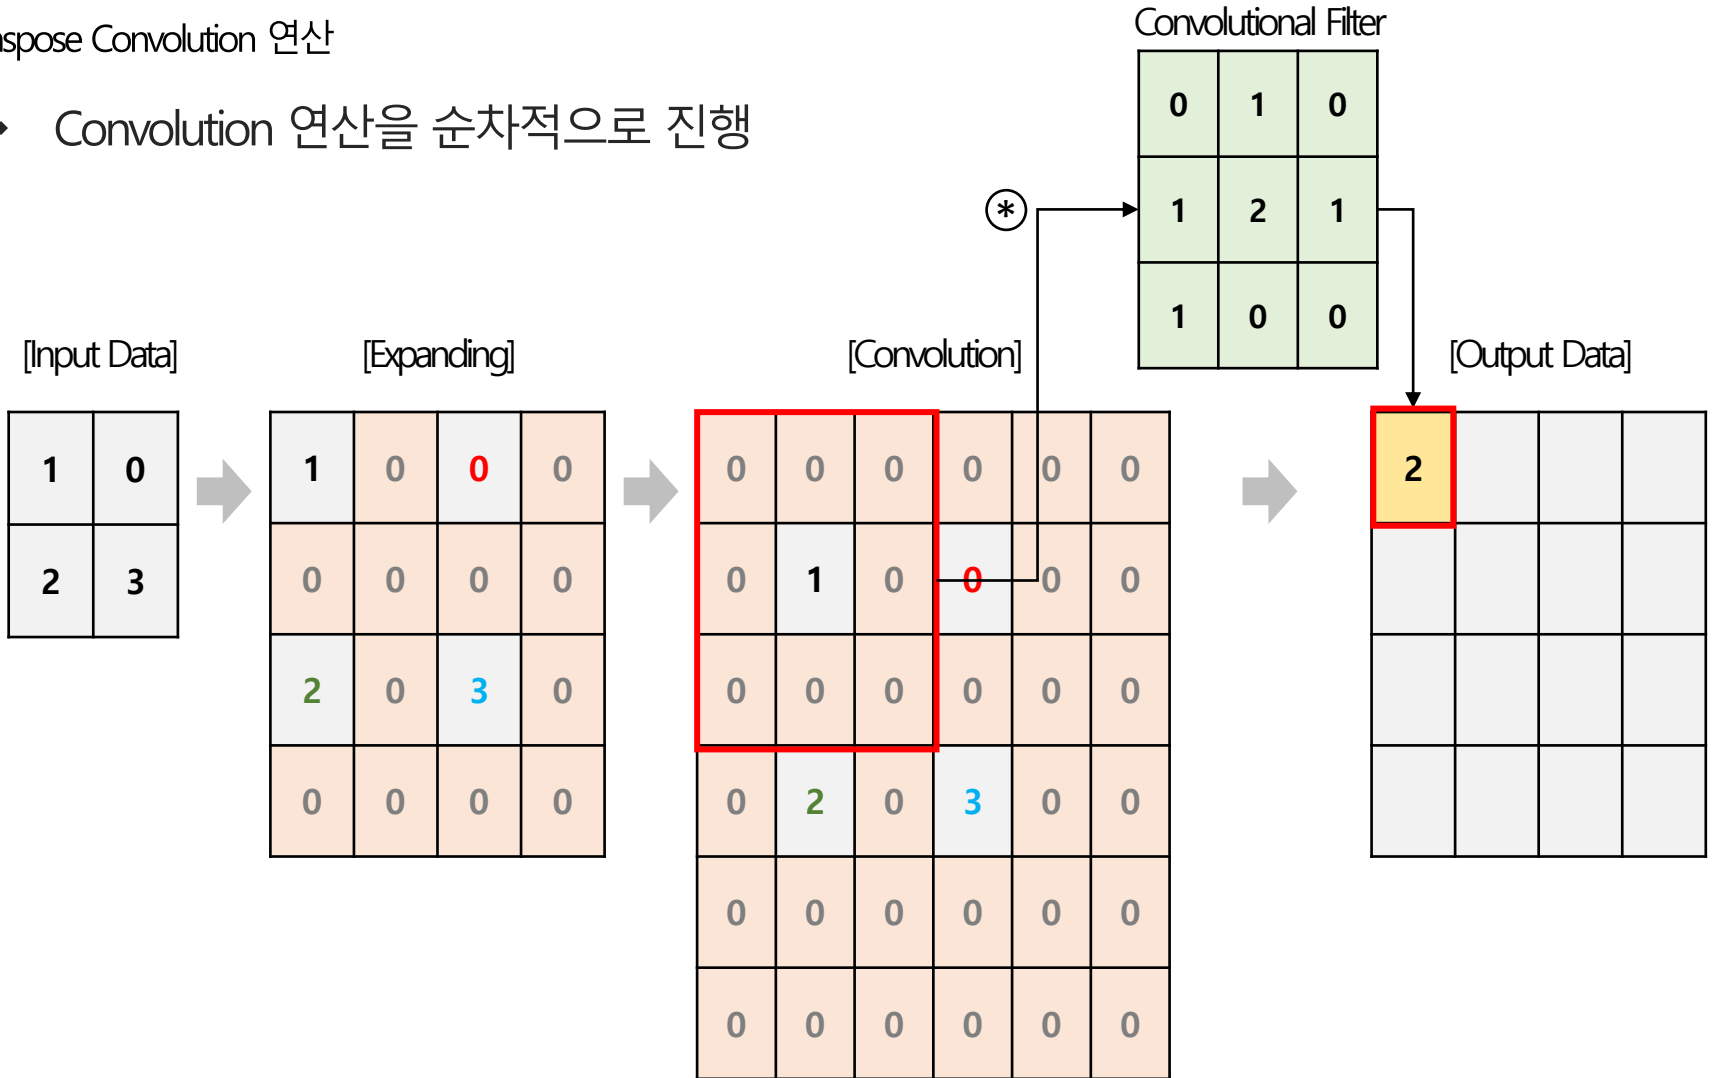 spose Convolution 연산
Convolution 연산을 순차적으로 진행
Convolutional Filter
0 1 0
1 2 1
1 0 0
*
[Input Data]
1 0
2 3
[Expanding]
1 0 0 0
0 0 0 0
2 0 3 0
0 0 0 0
[Convolution]
0 0 0 0 0 0
0 1 0 0 0 0
0 0 0 0 0 0
0 2 0 3 0 0
0 0 0 0 0 0
0 0 0 0 0 0
[Output Data]
2